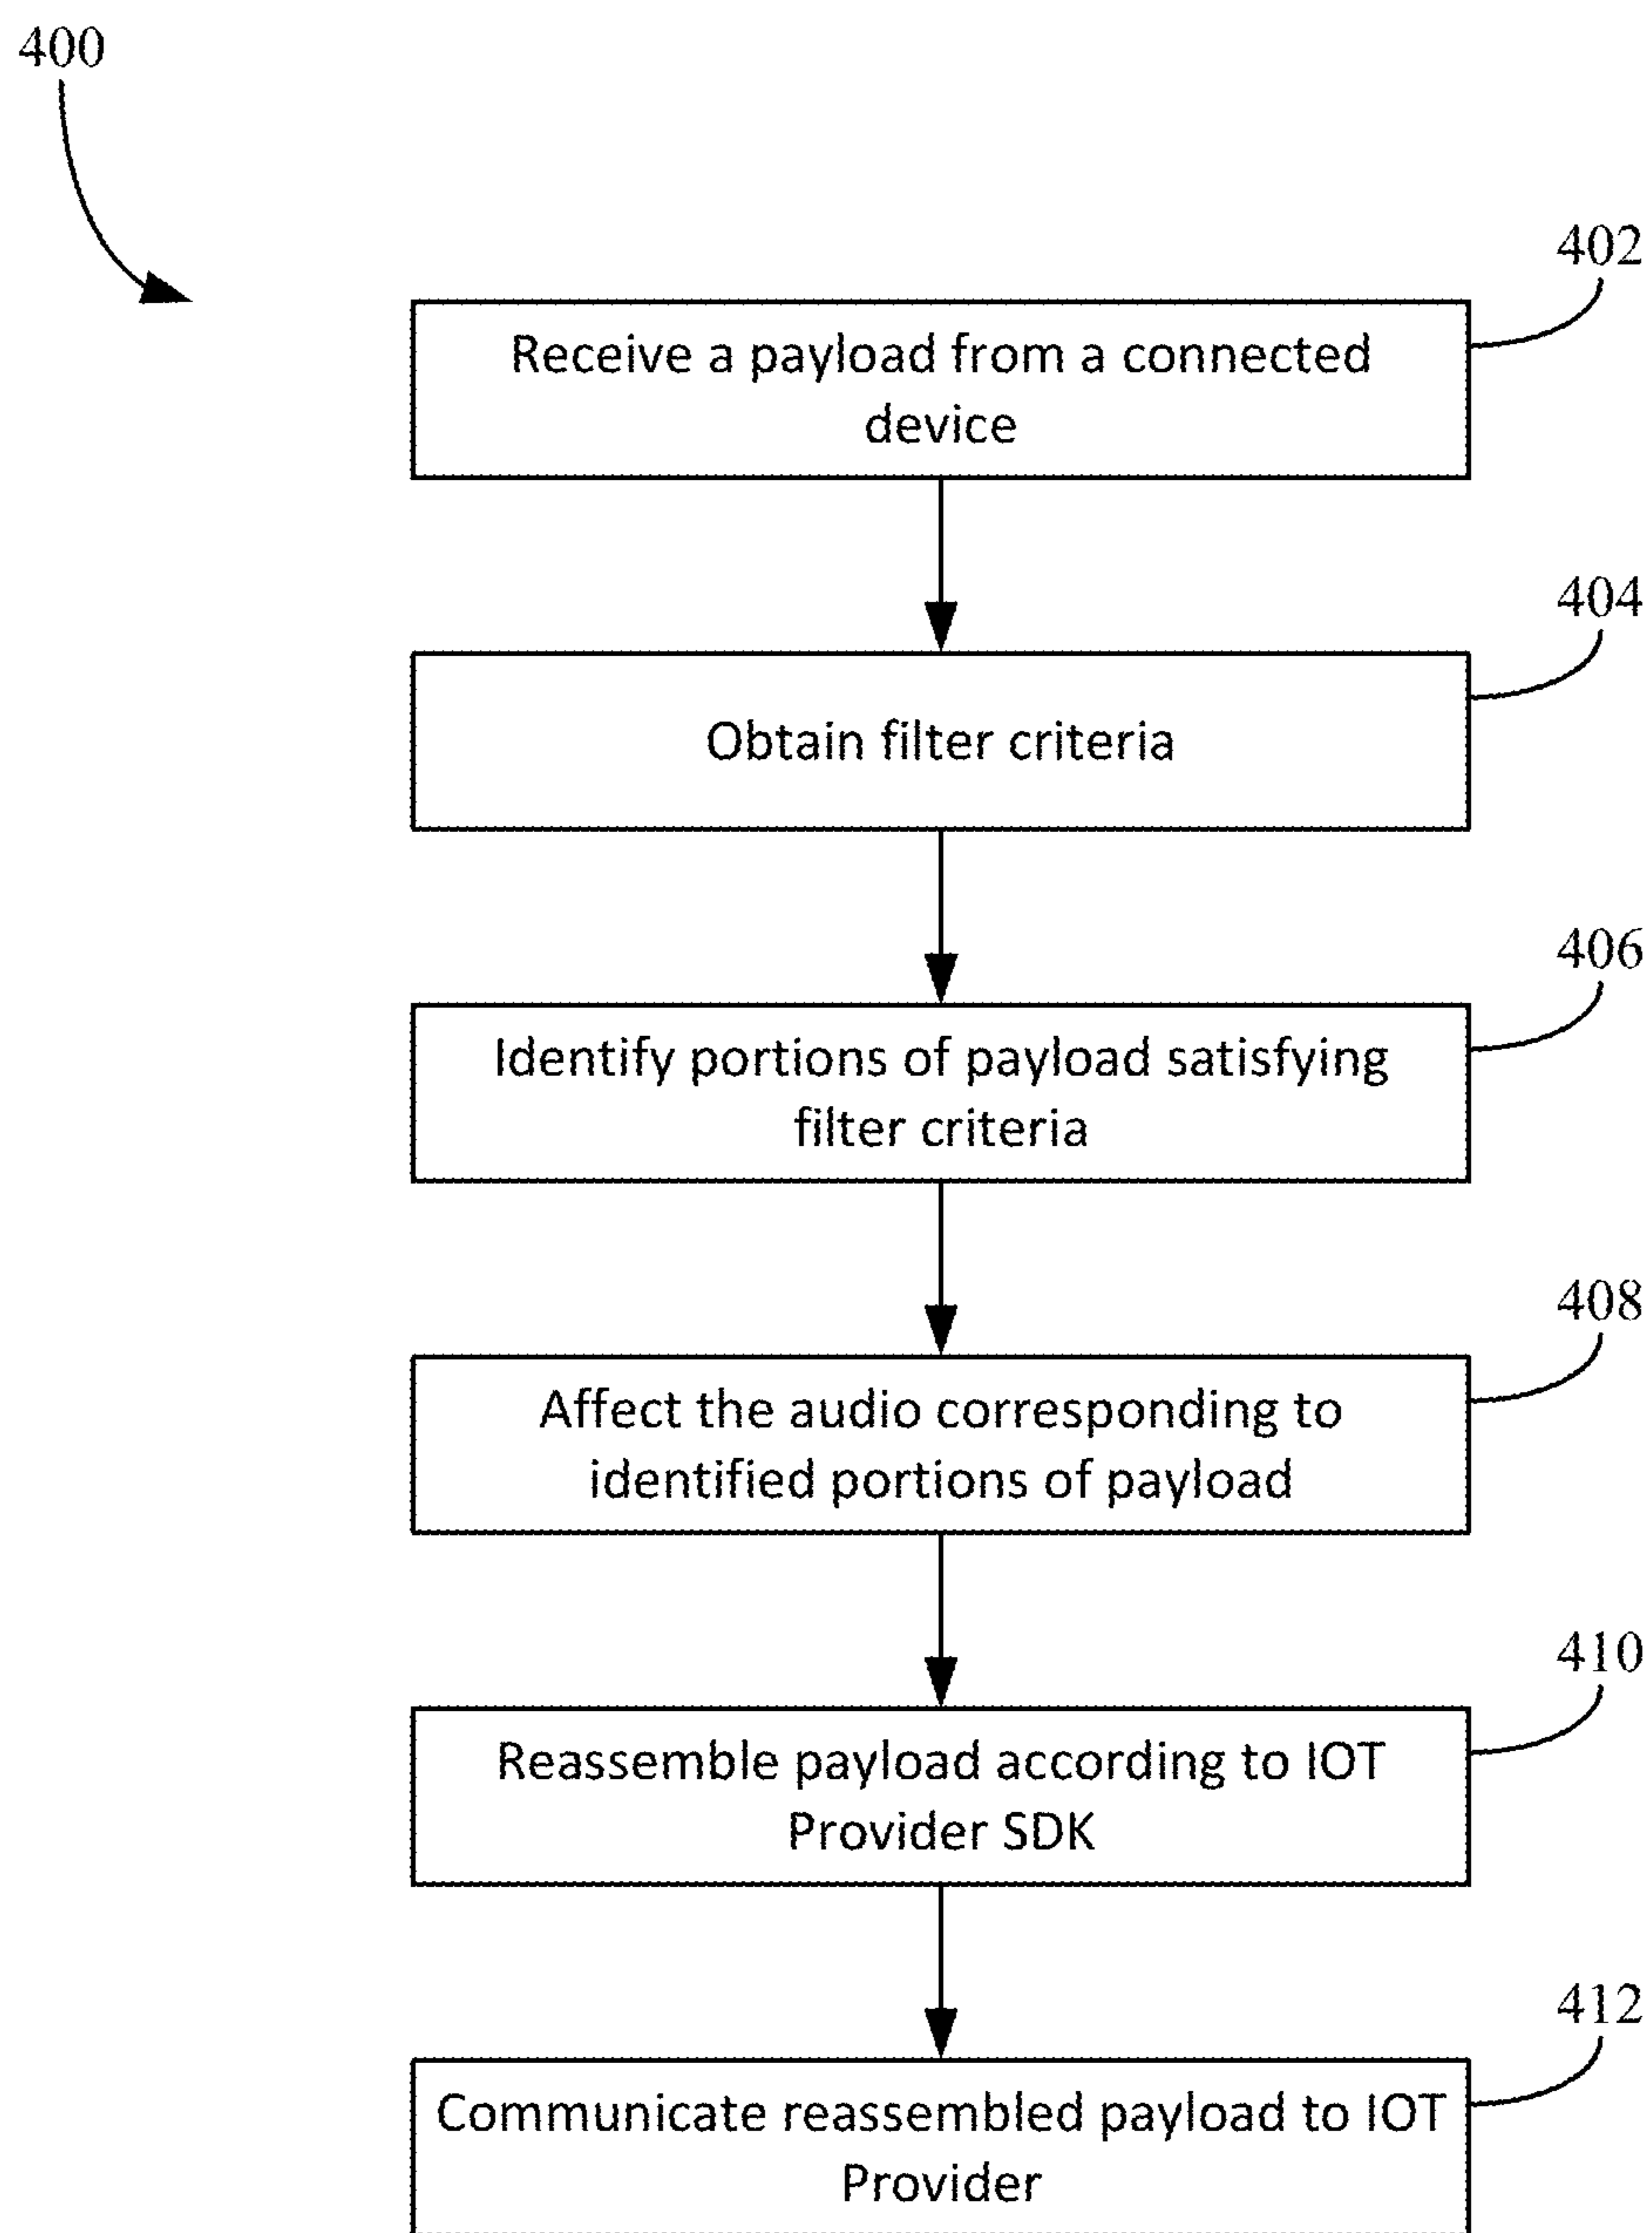 400
402
Receive a payload from a connected
device
404
Obtain filter criteria
406
Identify portions of payload satisfying
filter criteria
408
Affect the audio corresponding to
identified portions of payload
410
Reassemble payload according to IOT
Provider SDK
412
Communicate reassembled payload to IOT
Provider